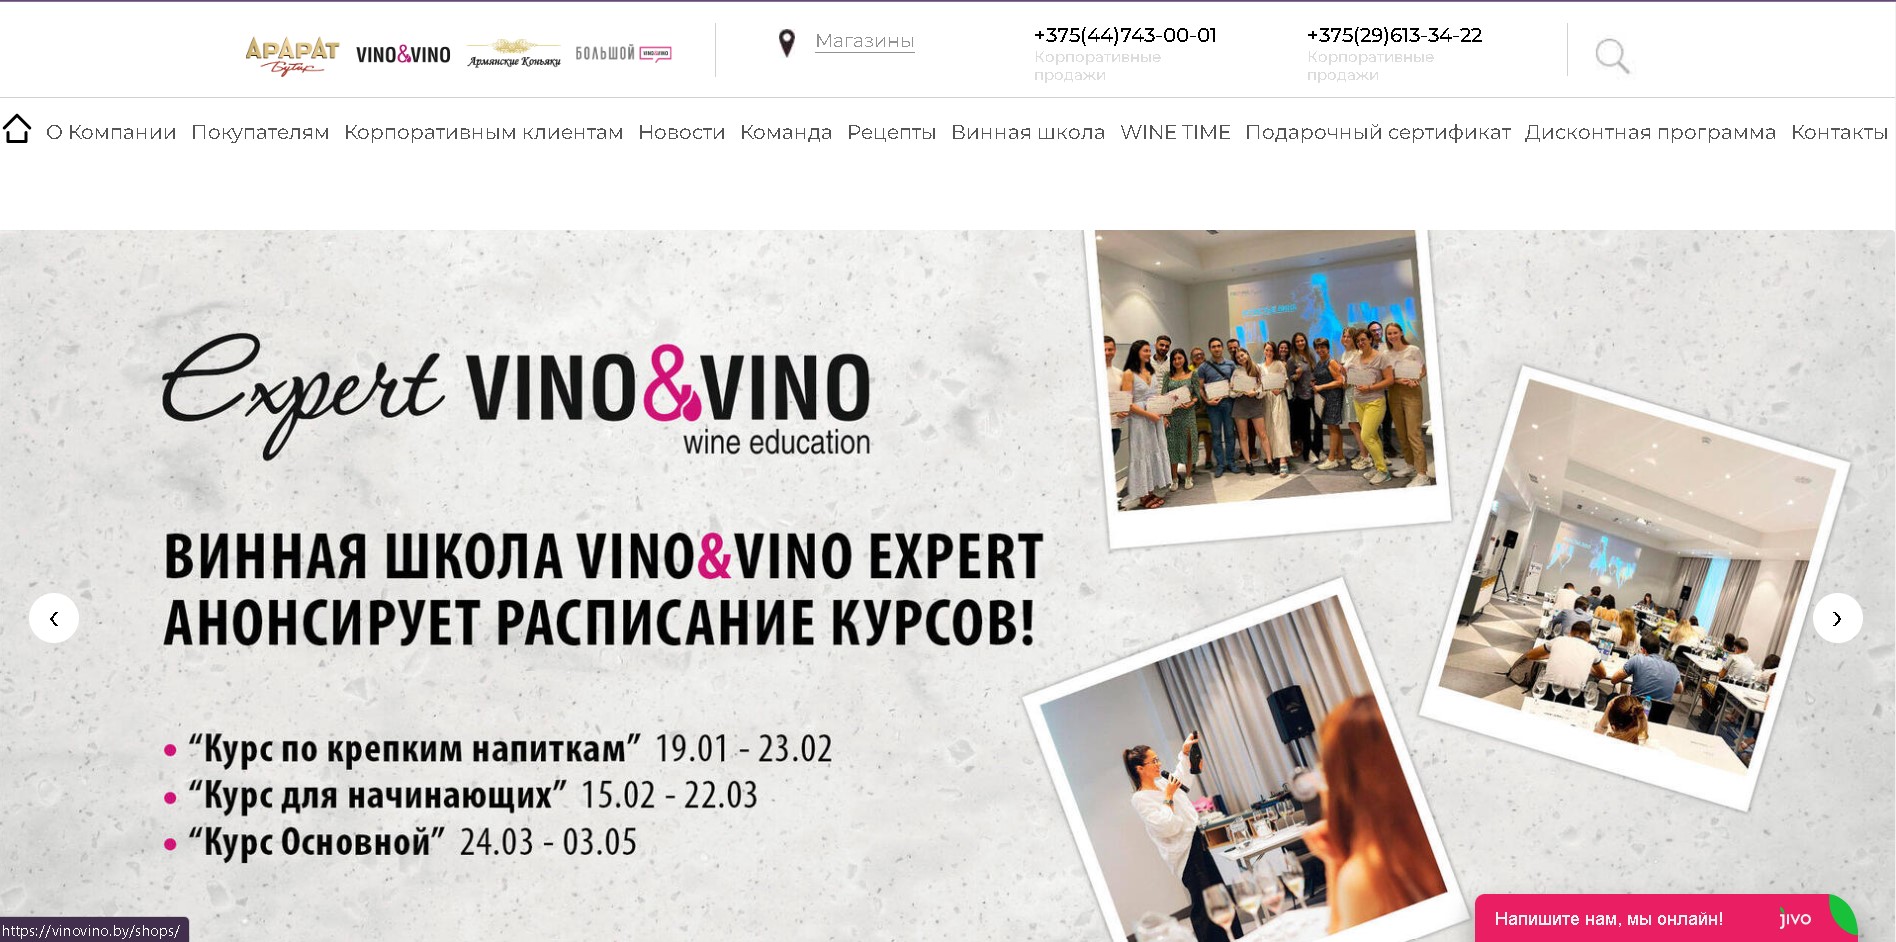 АРАРАТ
Бутик
VINO&VINO
Армянские Коньяки
БОЛЬШОЙ
VINO&VINO
Магазины
+375(44)743-00-01
Корпоративные
продажи
+375(29)613-34-22
Корпоративные
продажи
О Компании Покупателям Корпоративным клиентам Новости Команда Рецепты Винная школа WINE TIME Подарочный сертификат Дисконтная программа Контакты
Expert VINO&VINO
wine education
ВИННАЯ ШКОЛА VINO&VINO EXPERT
АНОНСИРУЕТ РАСПИСАНИЕ КУРСОВ!
‹
›
• “Курс по крепким напиткам” 19.01 - 23.02
• “Курс для начинающих” 15.02 - 22.03
• “Курс Основной” 24.03 - 03.05
Напишите нам, мы онлайн!
jivo
https://vinovino.by/shops/